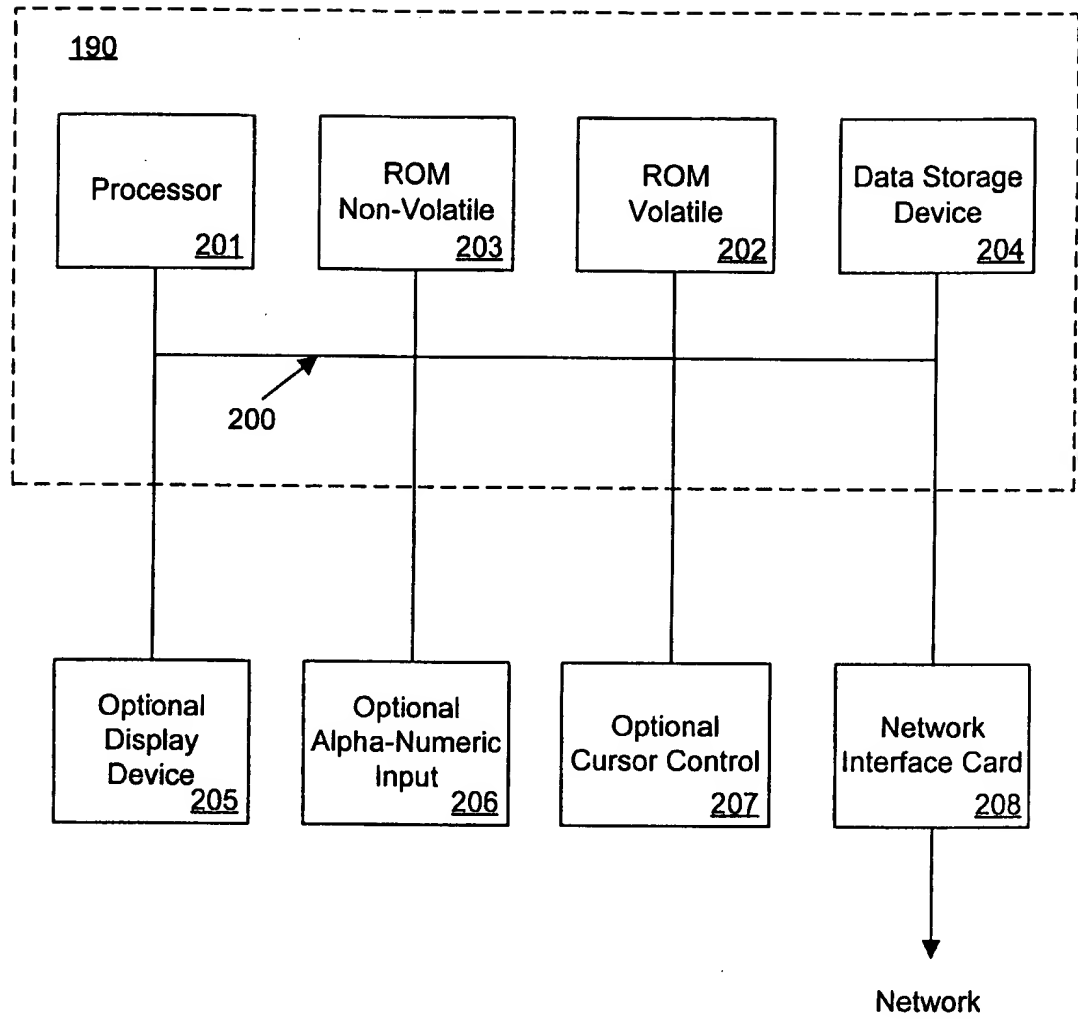 190
Processor
201
ROM
Non-Volatile
203
ROM
Volatile
202
Data Storage
Device
204
200
Optional
Display
Device
205
Optional
Alpha-Numeric
Input
206
Optional
Cursor Control
207
Network
Interface Card
208
Network